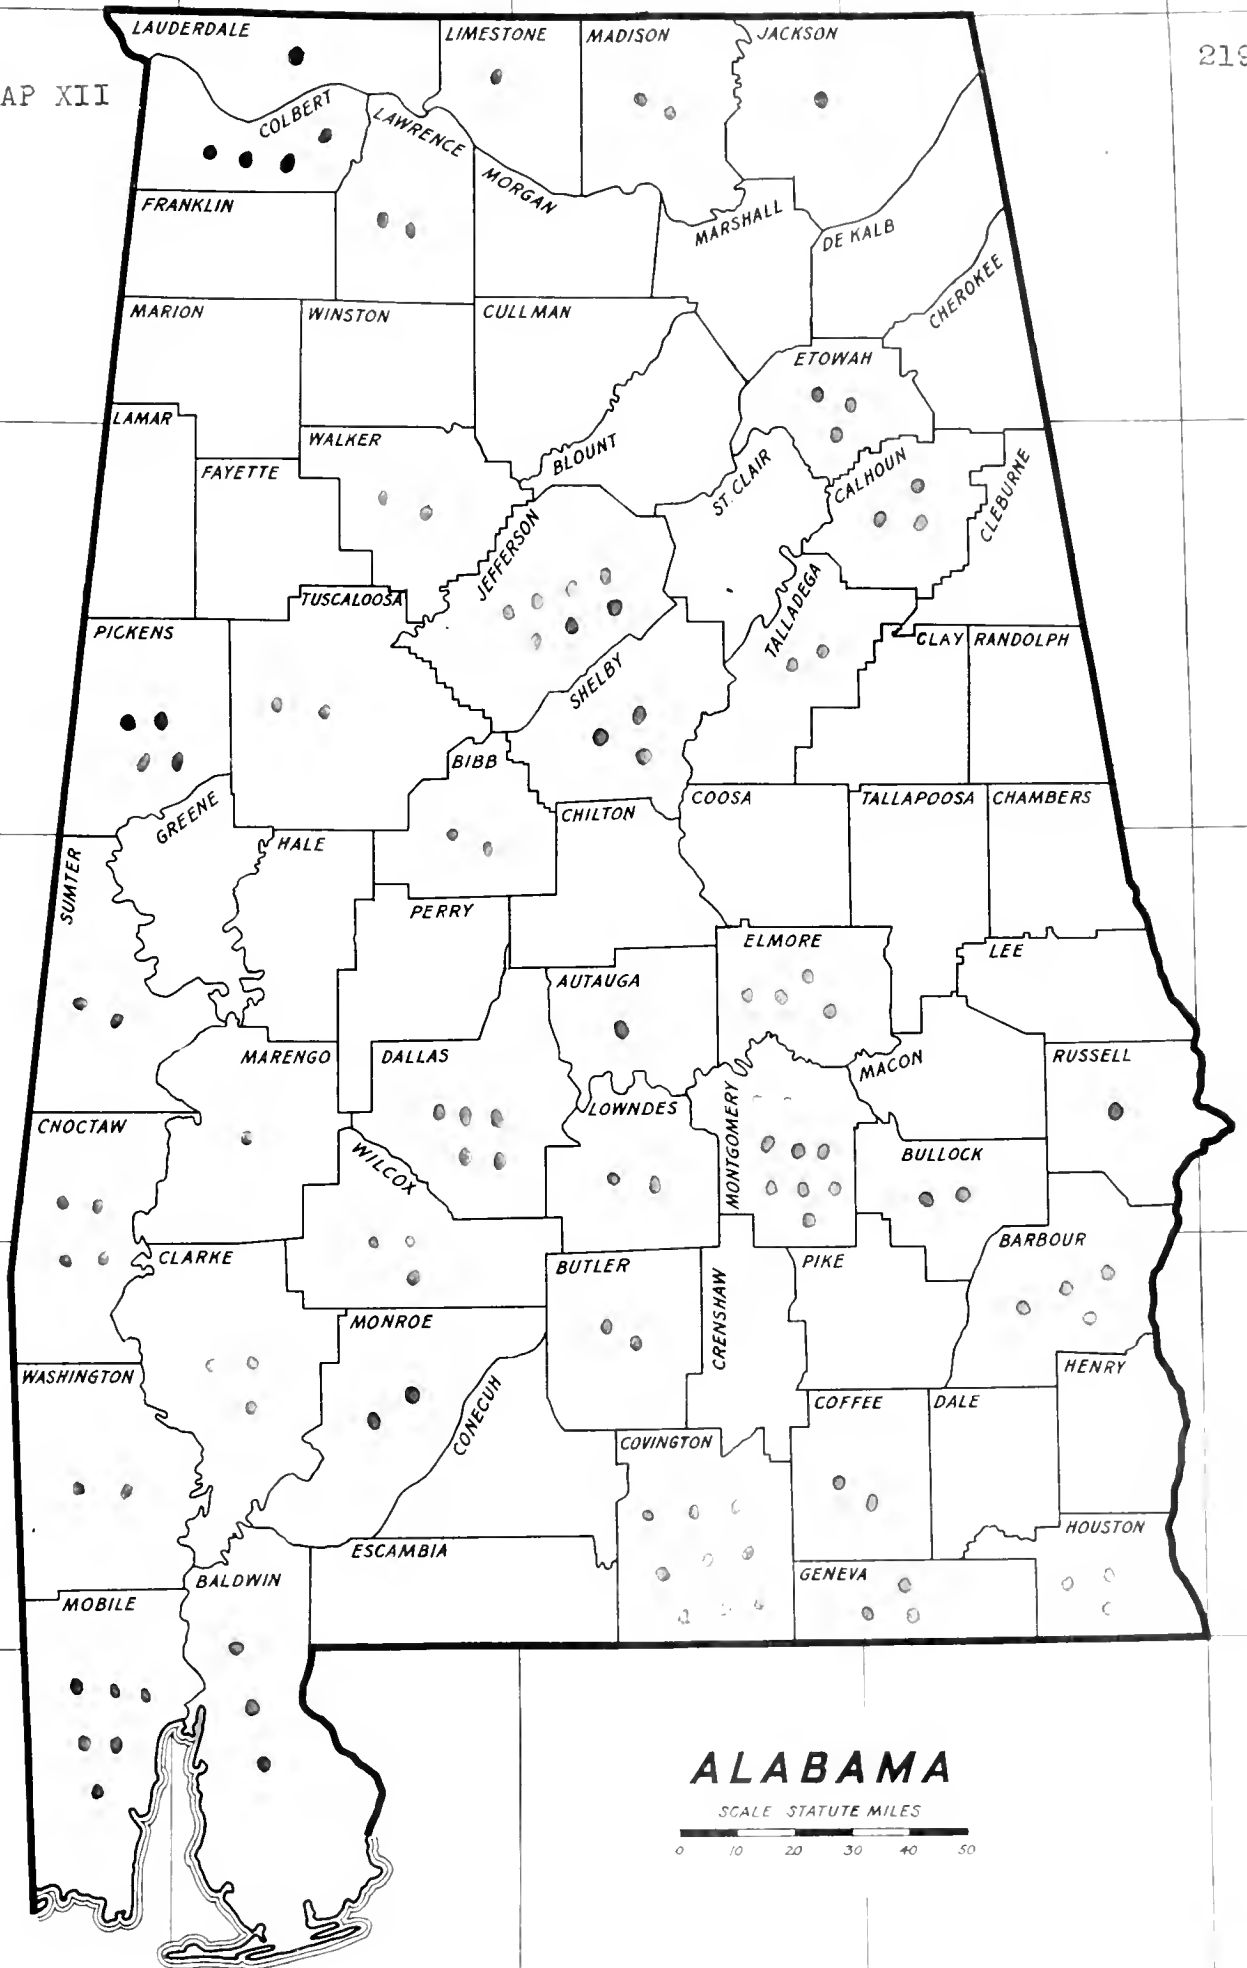 219
AP XII
LAUDERDALE
LIMESTONE
MADISON
JACKSON
COLBERT
LAWRENCE
MORGAN
FRANKLIN
MARSHALL
DE KALB
CHEROKEE
MARION
WINSTON
CULLMAN
ETOWAH
LAMAR
WALKER
BLOUNT
FAYETTE
ST. CLAIR
CALHOUN
CLEBURNE
JEFFERSON
TUSCALOOSA
TALLADEGA
PICKENS
CLAY
RANDOLPH
SHELBY
BIBB
GREENE
COOSA
TALLAPOOSA
CHAMBERS
CHILTON
HALE
SUMTER
PERRY
ELMORE
LEE
AUTAUGA
MARENGO
DALLAS
MACON
RUSSELL
CNOCTAW
LOWNDES
MONTGOMERY
WILCOX
BULLOCK
CLARKE
BUTLER
PIKE
BARBOUR
CRENSHAW
MONROE
WASHINGTON
HENRY
CONECUH
COFFEE
DALE
COVINGTON
HOUSTON
ESCAMBIA
GENEVA
BALDWIN
MOBILE
ALABAMA
SCALE STATUTE MILES
0 10 20 30 40 50